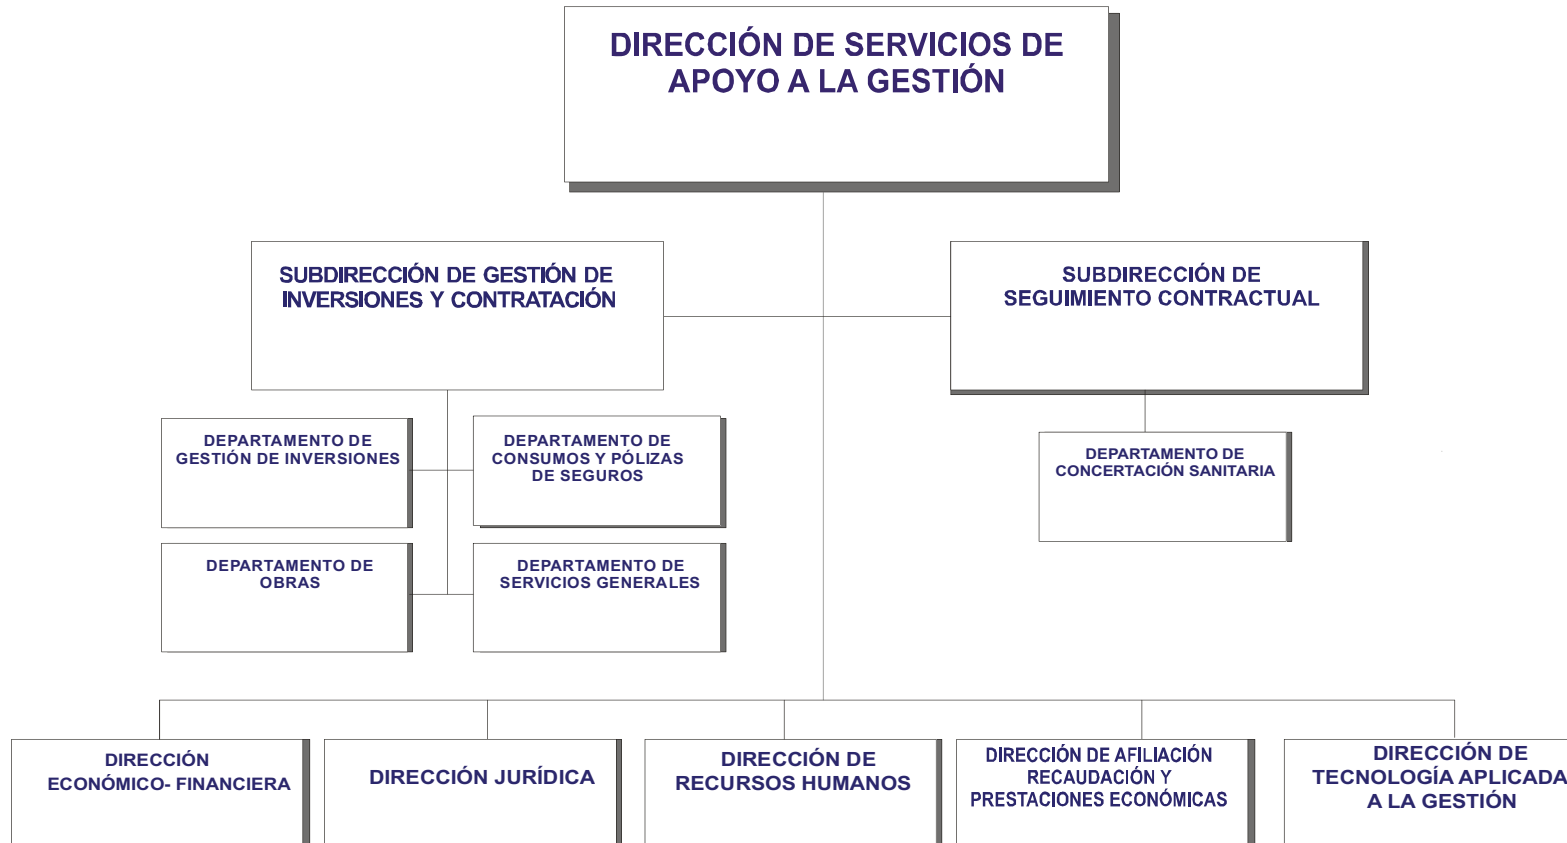 DIRECCIÓN DE SERVICIOS DE
APOYO A LA GESTIÓN
SUBDIRECCIÓN DE GESTIÓN DE
INVERSIONES Y CONTRATACIÓN
SUBDIRECCIÓN DE
SEGUIMIENTO CONTRACTUAL
DEPARTAMENTO DE
GESTIÓN DE INVERSIONES
DEPARTAMENTO DE
CONSUMOS Y PÓLIZAS
DE SEGUROS
DEPARTAMENTO DE
CONCERTACIÓN SANITARIA
DEPARTAMENTO DE
OBRAS
DEPARTAMENTO DE
SERVICIOS GENERALES
DIRECCIÓN
ECONÓMICO- FINANCIERA
DIRECCIÓN JURÍDICA
DIRECCIÓN DE
RECURSOS HUMANOS
DIRECCIÓN DE AFILIACIÓN
RECAUDACIÓN Y
PRESTACIONES ECONÓMICAS
DIRECCIÓN DE
TECNOLOGÍA APLICADA
A LA GESTIÓN